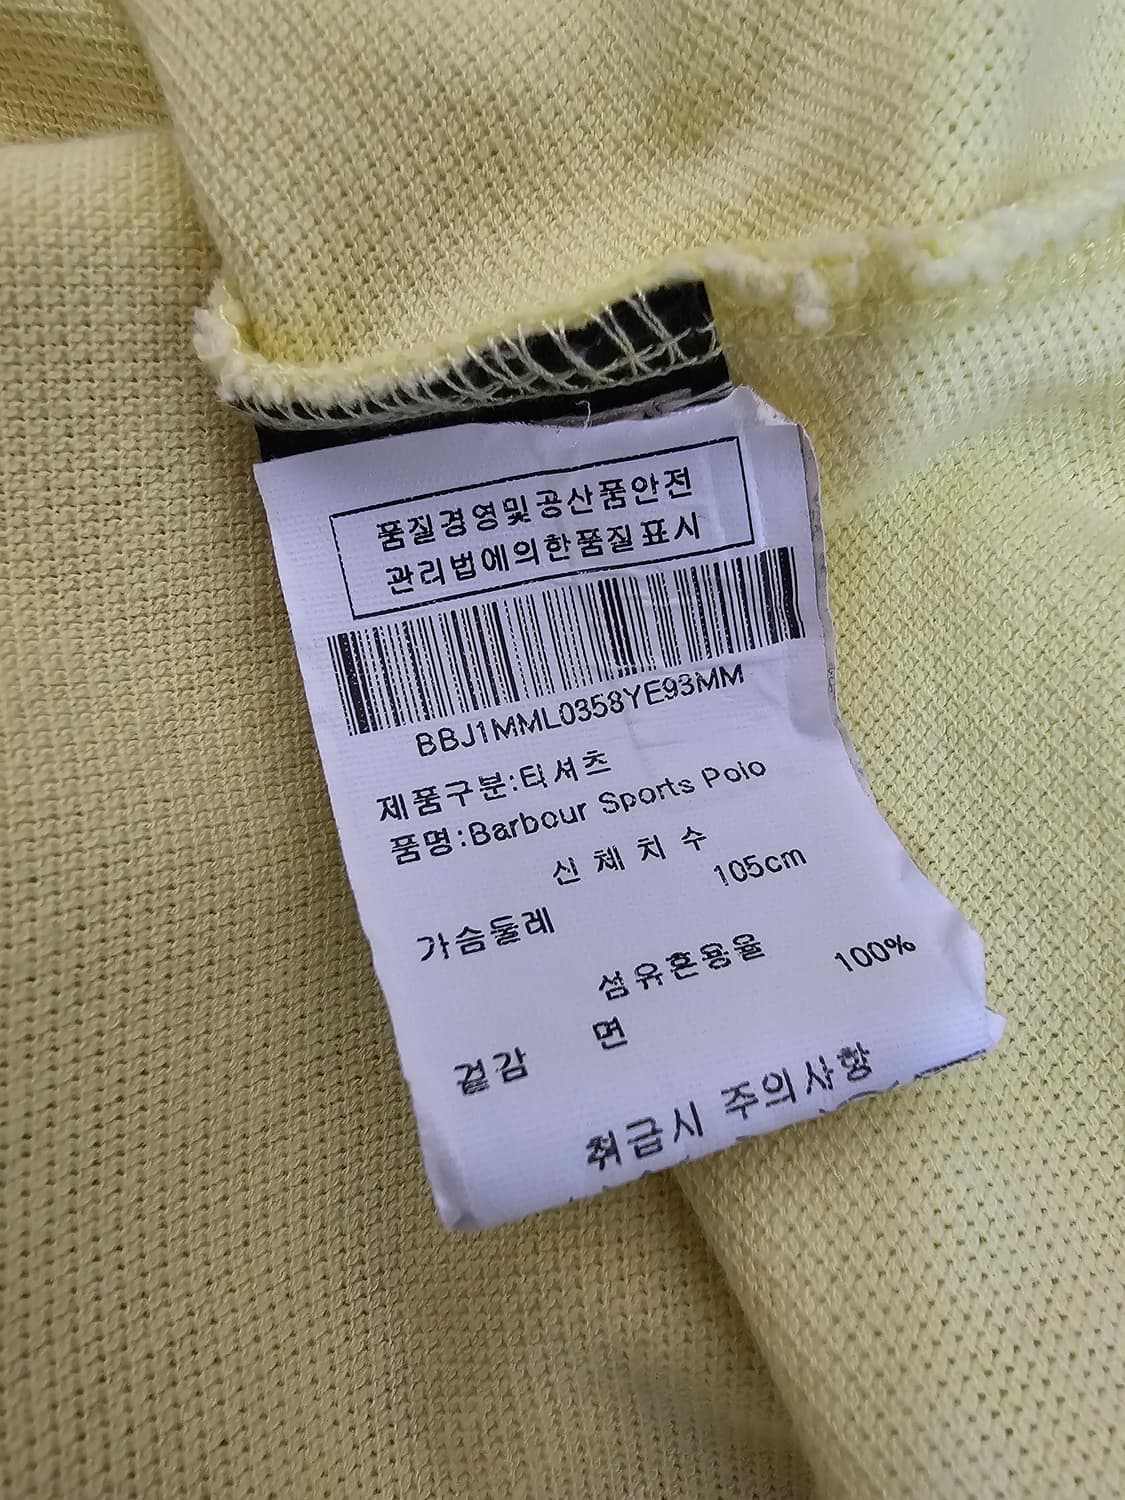 품질경영및공산품안전
관리법에의한품질표시
BBJ1MML0358YE93MM
제품구분:티셔츠
품명:Barbour Sports Polo
신체치수
105cm
가슴둘레
섬유혼용율
100%
면
겉감
취급시 주의사항